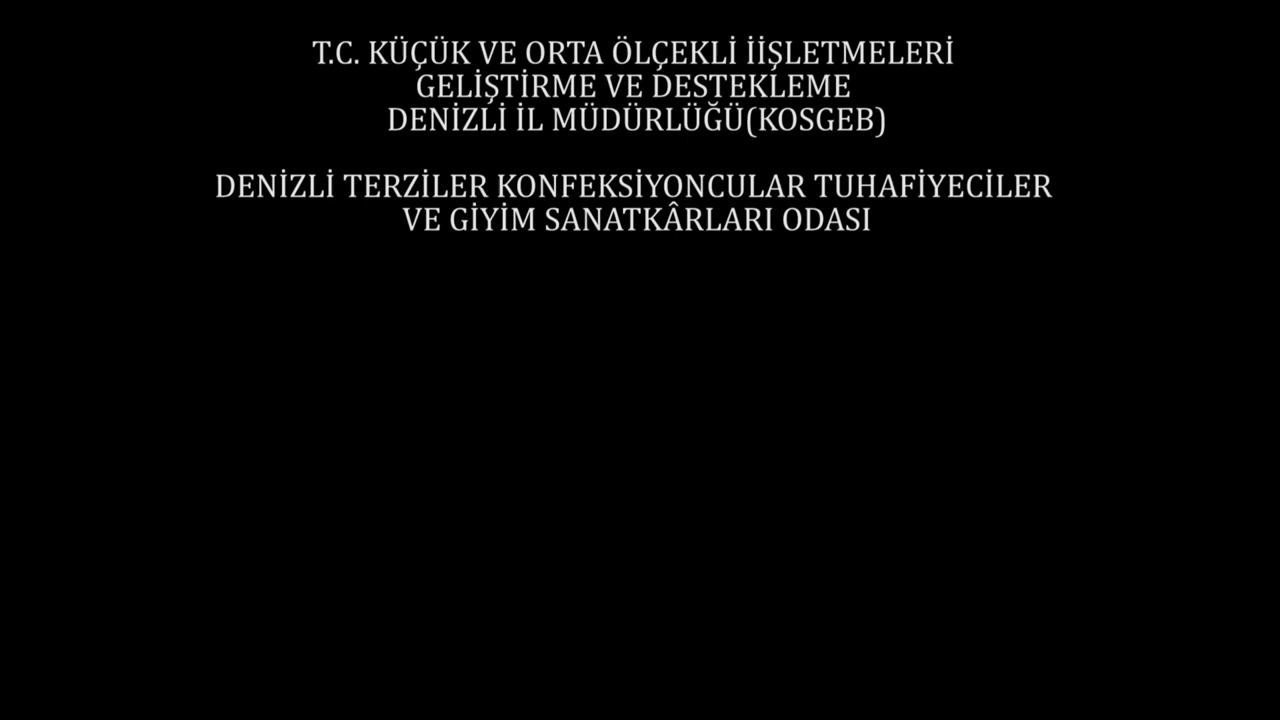 T.C. KÜÇÜK VE ORTA ÖLÇEKLİ İİŞLETMELERİ
GELİŞTİRME VE DESTEKLEME
DENİZLİ İL MÜDÜRLÜĞÜ(KOSGEB)
DENİZLİ TERZİLER KONFEKSİYONCULAR TUHAFİYECİLER
VE GİYİM SANATKÂRLARI ODASI